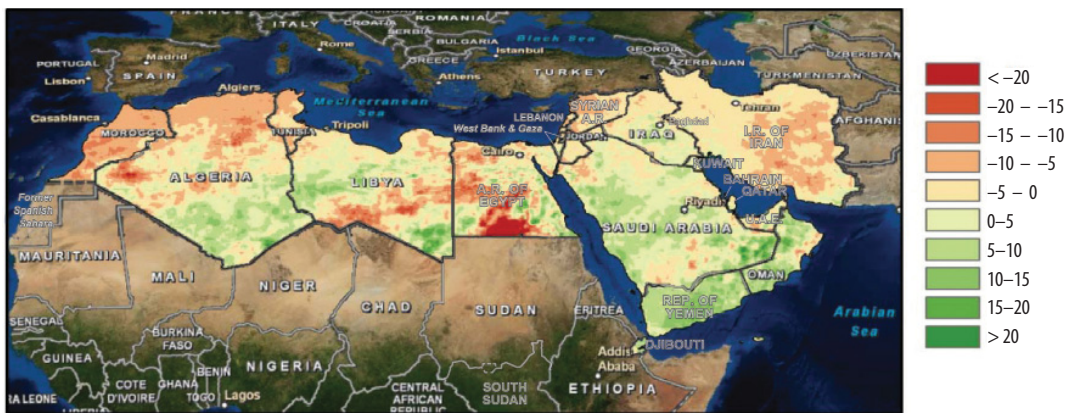 ITALY
CROATIA
ROMANIA
SERBIA
BULGARIA
Black Sea
GEORGIA
AZERBAIJAN
UZBEKISTAN
TURKMENISTAN
PORTUGAL
Madrid
Lisbon
SPAIN
Rome
GREECE
Istanbul
Athens
TURKEY
Algiers
Mediterranean
Sea
Casablanca
MOROCCO
TUNISIA
Tripoli
LEBANON
West Bank & Gaza
SYRIAN
A.R.
JORDAN
IRAQ
Baghdad
Tehran
I.R. OF
IRAN
AFGHANIS
Cairo
KUWAIT
BAHRAIN
QATAR
Riyadh
U.A.E.
ALGERIA
LIBYA
A.R. OF
EGYPT
SAUDI ARABIA
OMAN
REP. OF
YEMEN
Former
Spanish
Sahara
MAURITANIA
MALI
NIGER
CHAD
SUDAN
ERITREA
Arabian
Sea
SENEGAL
BURKINA
FASO
GUINEA
BENIN
NIGERIA
DJIBOUTI
Addis
Ababa
ETHIOPIA
RA LEONE
COTE
D'IVOIRE
GHANA
TOGO
Lagos
CENTRAL
AFRICAN
REPUBLIC
SOUTH
SUDAN
< –20
–20 – –15
–15 – –10
–10 – –5
–5 – 0
0–5
5–10
10–15
15–20
> 20